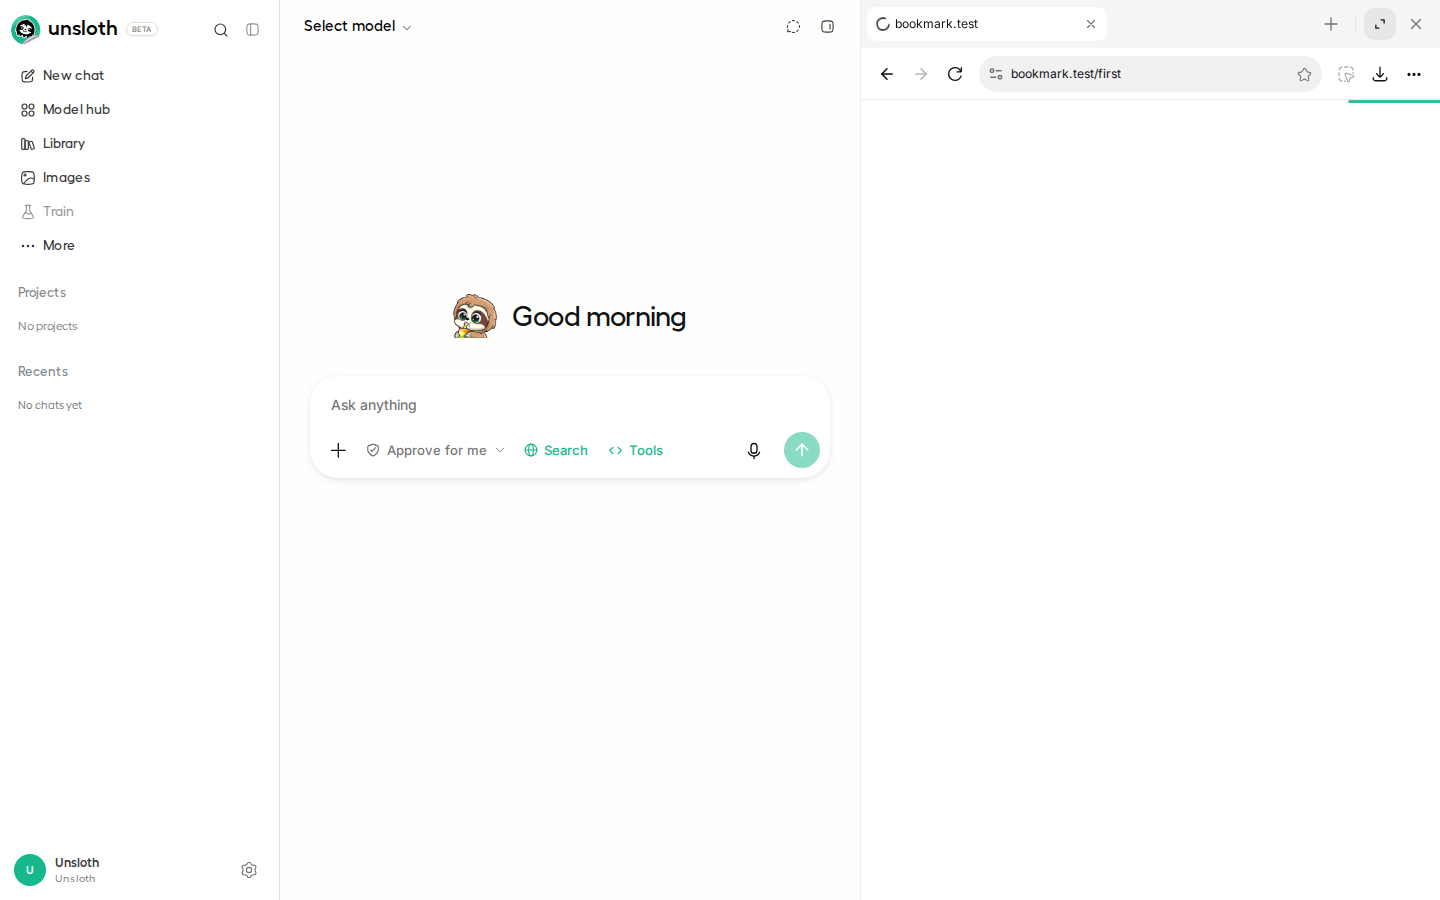 unsloth
BETA
New chat
Model hub
Library
Images
Train
More
Projects
No projects
Recents
No chats yet
U
Unsloth
Unsloth
Select model
Good morning
Ask anything
Approve for me
Search
Tools
bookmark.test
bookmark.test/first